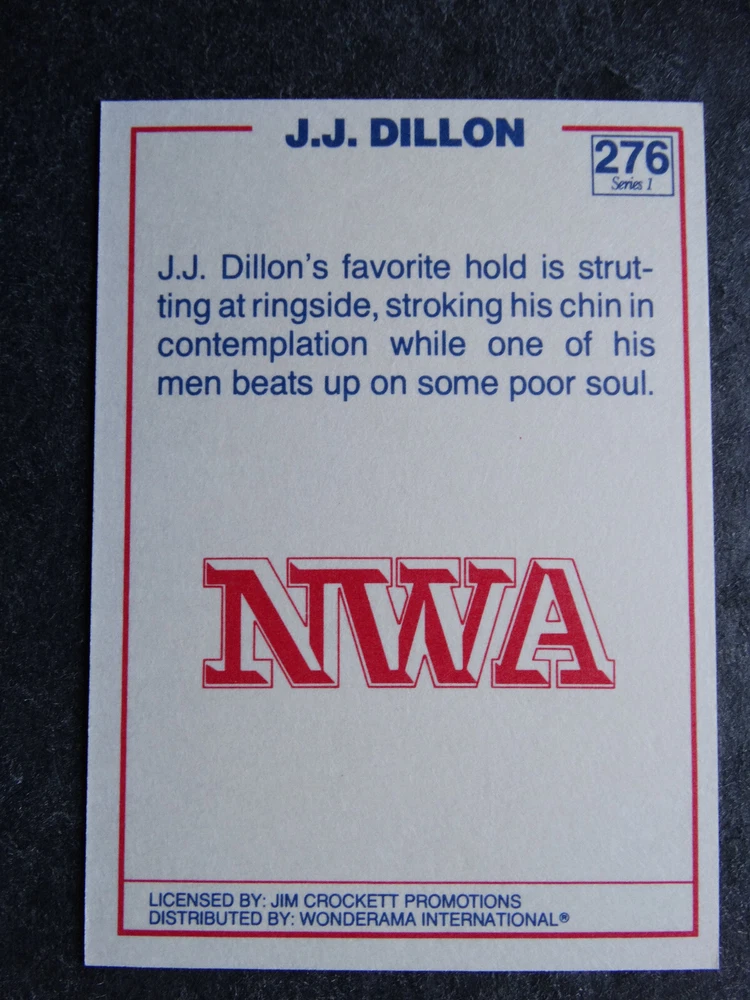 J.J. DILLON
276
Series 1
J.J. Dillon's favorite hold is strut-
ting at ringside, stroking his chin in
contemplation while one of his
men beats up on some poor soul.
NWA
LICENSED BY: JIM CROCKETT PROMOTIONS
DISTRIBUTED BY: WONDERAMA INTERNATIONAL®